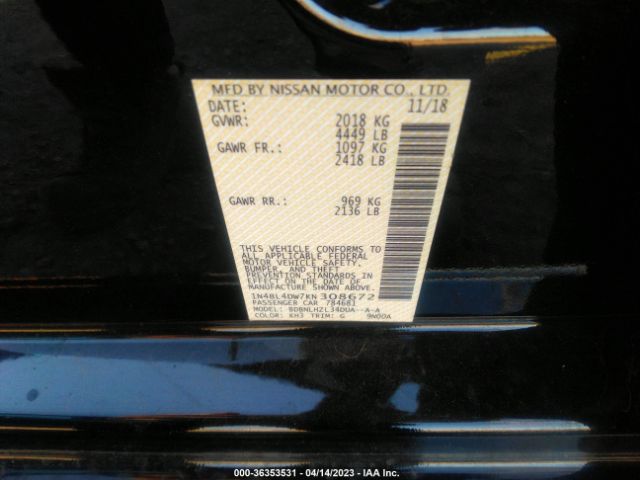 MFD BY NISSAN MOTOR CO., LTD.
DATE: 11/18
GVWR: 2018 KG
4449 LB
GAWR FR.: 1097 KG
2418 LB
GAWR RR.: 969 KG
2136 LB
THIS VEHICLE CONFORMS TO
ALL APPLICABLE FEDERAL
MOTOR VEHICLE SAFETY,
BUMPER, AND THEFT
PREVENTION STANDARDS IN
EFFECT ON THE DATE OF
MANUFACTURE SHOWN ABOVE.
1N4BL4DW7KN308672
PASSENGER CAR 784681
MODEL: BDBNLHZL34DUA--A-A
COLOR: KH3 TRIM: G 9N00A
000-36353531 - 04/14/2023 - IAA Inc.